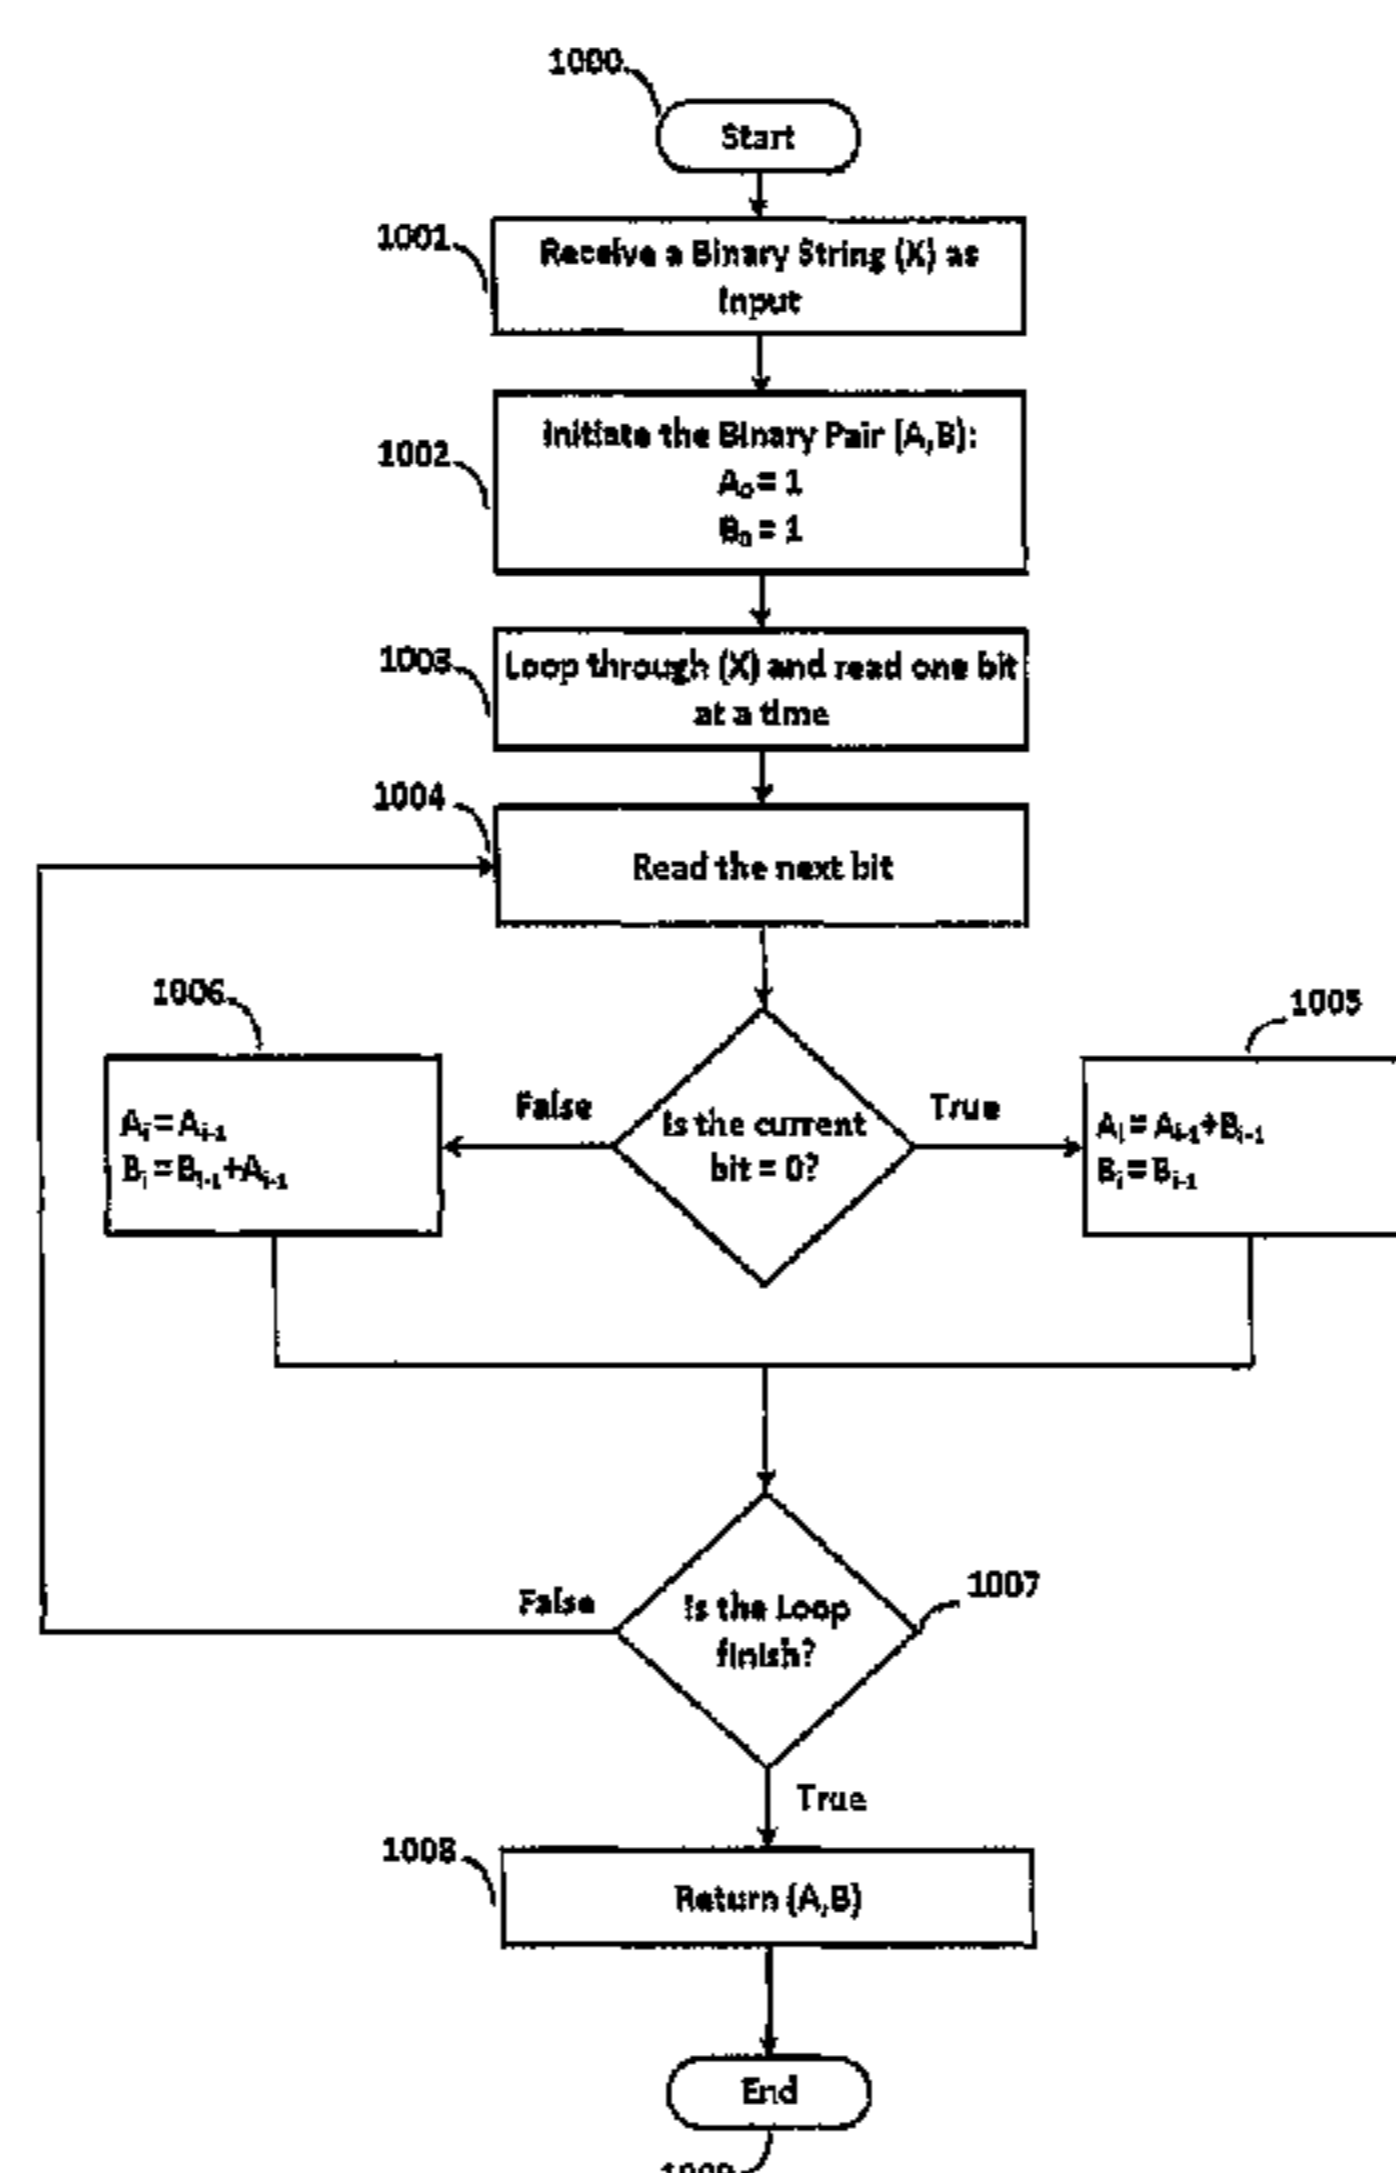 1000
Start
1001
Receive a Binary String (X) as
Input
1002
Initiate the Binary Pair (A,B):
A₀ = 1
B₀ = 1
1003
Loop through (X) and read one bit
at a time
1004
Read the next bit
1006
1005
False
True
Is the current
bit = 0?
Aᵢ = Aᵢ₋₁
Bᵢ = Bᵢ₋₁+Aᵢ₋₁
Aᵢ = Aᵢ₋₁+Bᵢ₋₁
Bᵢ = Bᵢ₋₁
1007
False
Is the Loop
finish?
True
1008
Return (A,B)
End